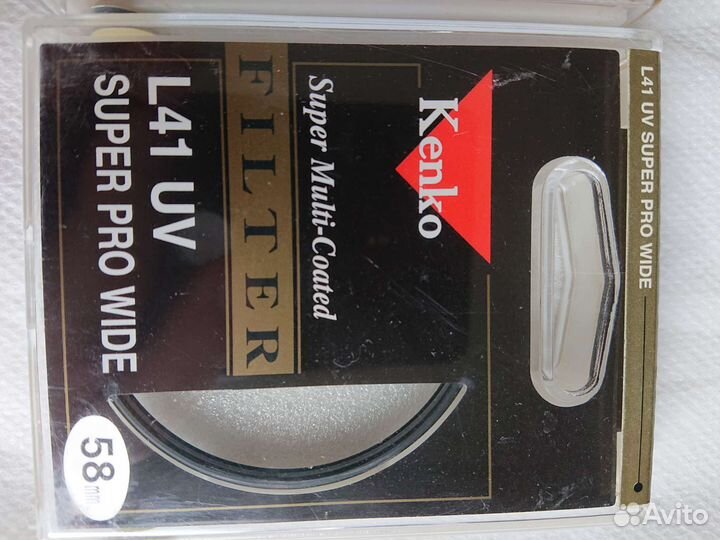 L41 UV SUPER PRO WIDE
Kenko
Super Multi-Coated
FILTER
L41 UV
SUPER PRO WIDE
58mm
Avito